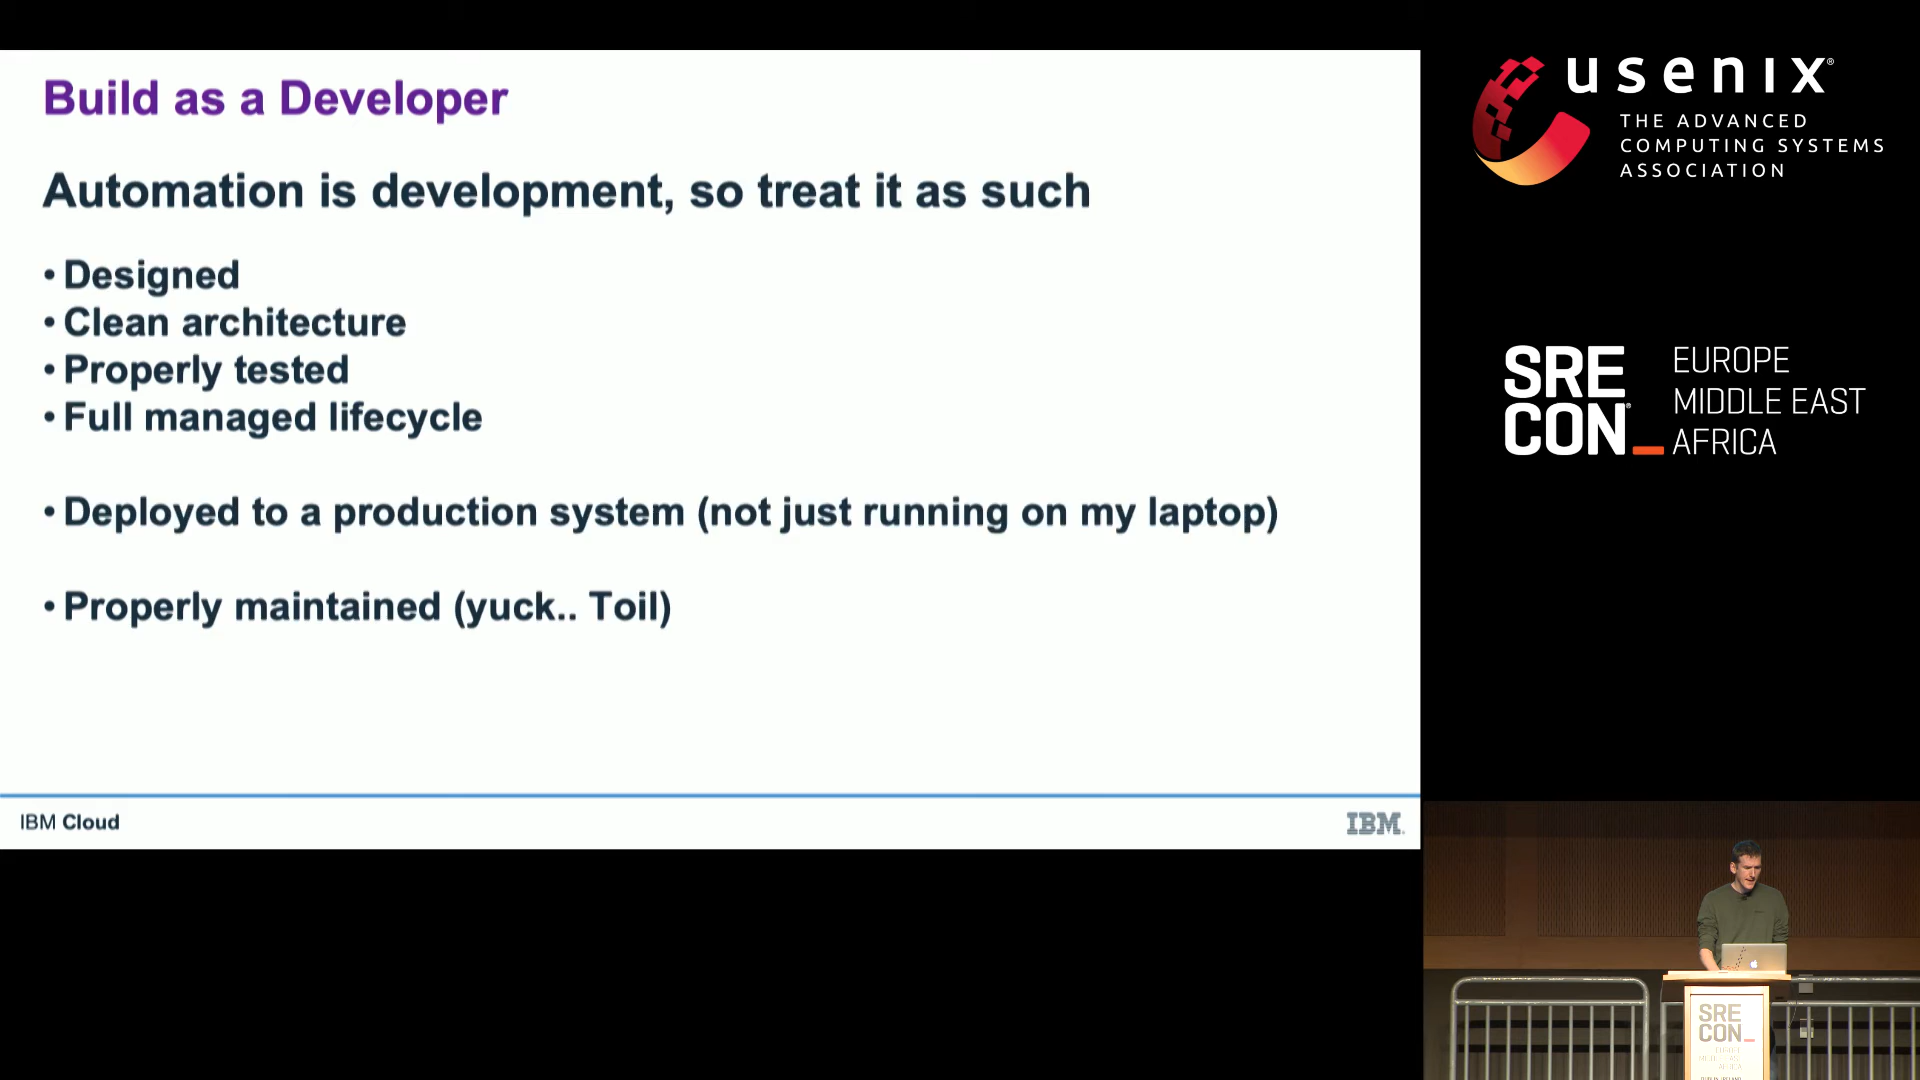 Build as a Developer
Automation is development, so treat it as such
• Designed
• Clean architecture
• Properly tested
• Full managed lifecycle
• Deployed to a production system (not just running on my laptop)
• Properly maintained (yuck.. Toil)
IBM Cloud
IBM
usenix®
THE ADVANCED
COMPUTING SYSTEMS
ASSOCIATION
SRE
CON_
EUROPE
MIDDLE EAST
AFRICA
SRE
CON_